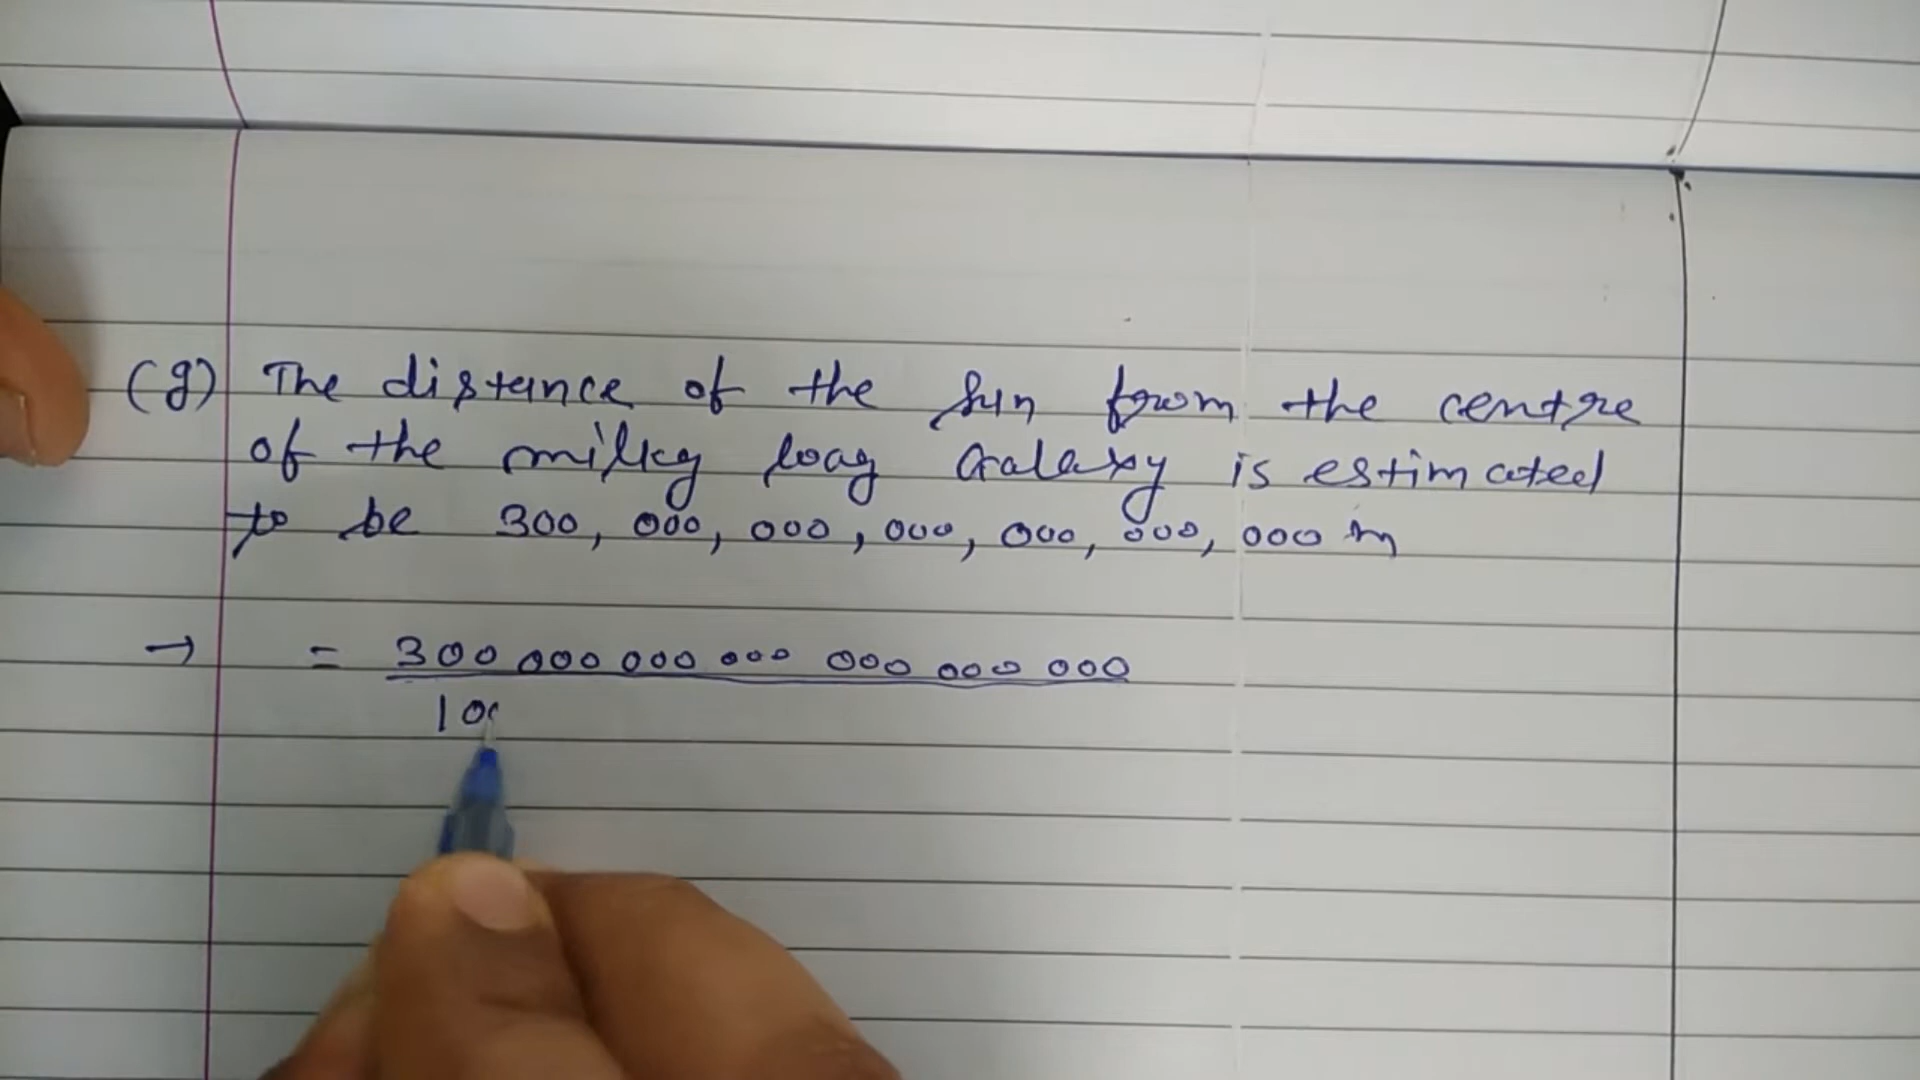 (g) The distance of the Sun from the centre
of the milky way Galaxy is estimated
to be 300, 000, 000, 000, 000, 000, 000 m
→ = 300 000 000 000 000 000 000
100